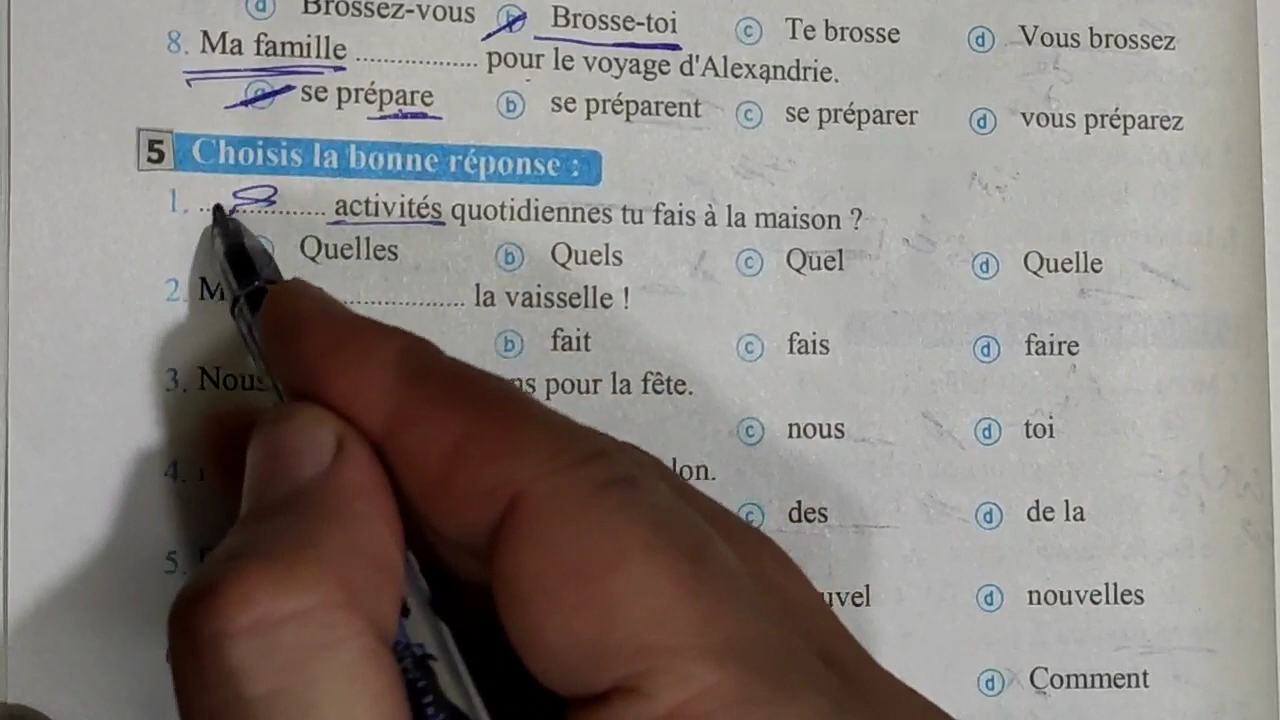 ⓓ Brossez-vous ⓑ Brosse-toi ⓒ Te brosse ⓓ Vous brossez
8. Ma famille .................. pour le voyage d'Alexandrie.
ⓐ se prépare ⓑ se préparent ⓒ se préparer ⓓ vous préparez
5 Choisis la bonne réponse :
1. .................. activités quotidiennes tu fais à la maison ?
Quelles ⓑ Quels ⓒ Quel ⓓ Quelle
2. .................. la vaisselle !
ⓑ fait ⓒ fais ⓓ faire
3. Nous pour la fête.
ⓒ nous ⓓ toi
4.
ⓒ des ⓓ de la
5.
ⓓ nouvelles
ⓓ Comment